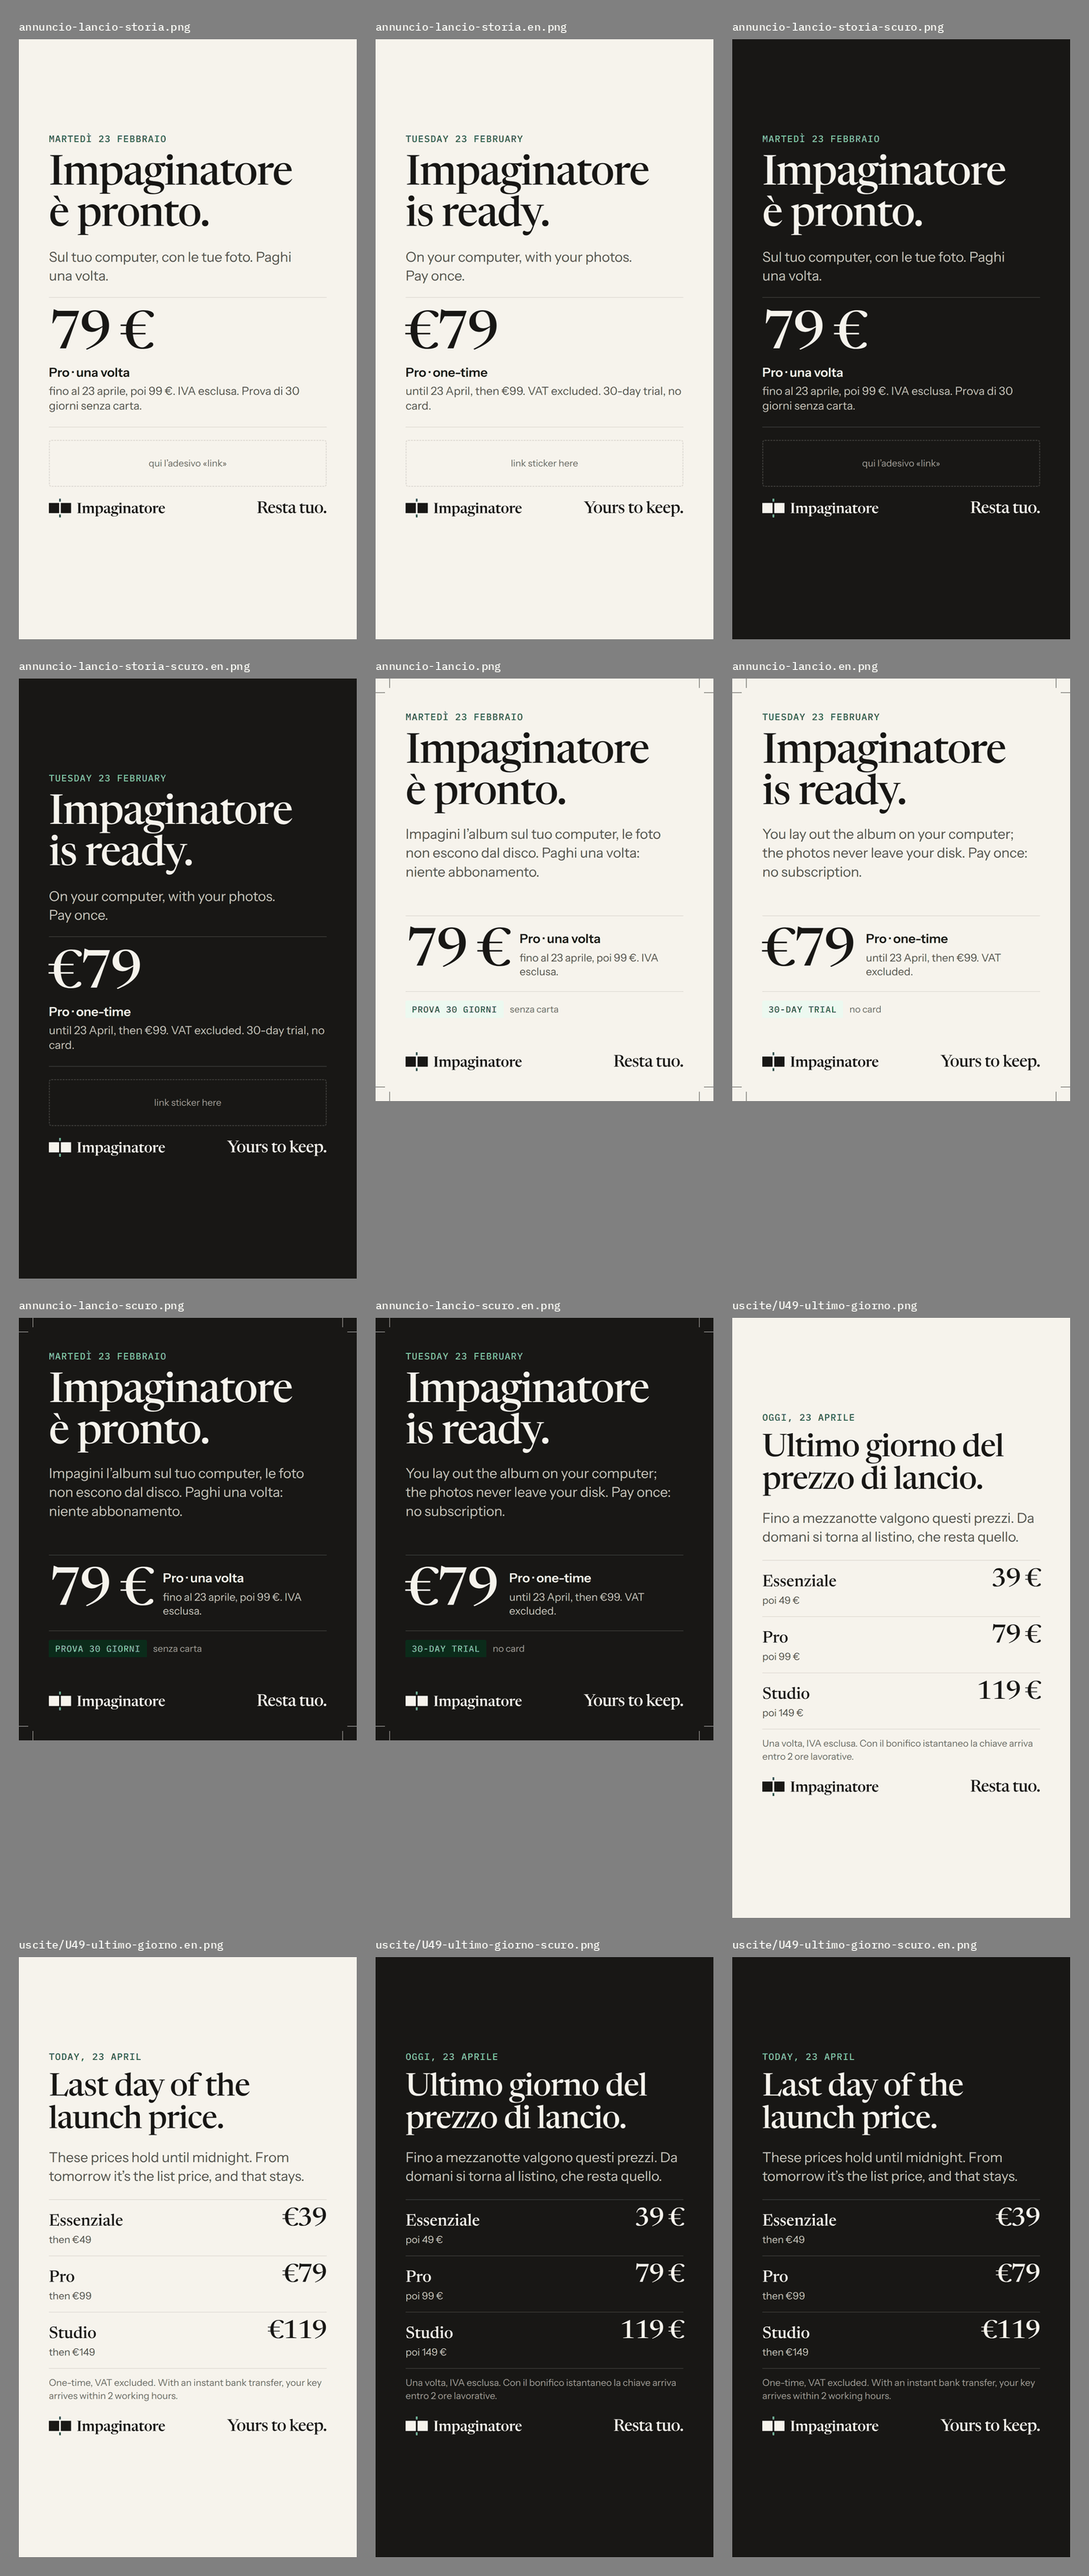 annuncio-lancio-storia.png
MARTEDÌ 23 FEBBRAIO
Impaginatore
è pronto.
Sul tuo computer, con le tue foto. Paghi
una volta.
79 €
Pro · una volta
fino al 23 aprile, poi 99 €. IVA esclusa. Prova di 30
giorni senza carta.
qui l’adesivo «link»
Impaginatore
Resta tuo.
annuncio-lancio-storia.en.png
TUESDAY 23 FEBRUARY
Impaginatore
is ready.
On your computer, with your photos.
Pay once.
€79
Pro · one-time
until 23 April, then €99. VAT excluded. 30-day trial, no
card.
link sticker here
Impaginatore
Yours to keep.
annuncio-lancio-storia-scuro.png
MARTEDÌ 23 FEBBRAIO
Impaginatore
è pronto.
Sul tuo computer, con le tue foto. Paghi
una volta.
79 €
Pro · una volta
fino al 23 aprile, poi 99 €. IVA esclusa. Prova di 30
giorni senza carta.
qui l’adesivo «link»
Impaginatore
Resta tuo.
annuncio-lancio-storia-scuro.en.png
TUESDAY 23 FEBRUARY
Impaginatore
is ready.
On your computer, with your photos.
Pay once.
€79
Pro · one-time
until 23 April, then €99. VAT excluded. 30-day trial, no
card.
link sticker here
Impaginatore
Yours to keep.
annuncio-lancio.png
MARTEDÌ 23 FEBBRAIO
Impaginatore
è pronto.
Impagini l’album sul tuo computer, le foto
non escono dal disco. Paghi una volta:
niente abbonamento.
79 €
Pro · una volta
fino al 23 aprile, poi 99 €. IVA
esclusa.
PROVA 30 GIORNI
senza carta
Impaginatore
Resta tuo.
annuncio-lancio.en.png
TUESDAY 23 FEBRUARY
Impaginatore
is ready.
You lay out the album on your computer;
the photos never leave your disk. Pay once:
no subscription.
€79
Pro · one-time
until 23 April, then €99. VAT
excluded.
30-DAY TRIAL
no card
Impaginatore
Yours to keep.
annuncio-lancio-scuro.png
MARTEDÌ 23 FEBBRAIO
Impaginatore
è pronto.
Impagini l’album sul tuo computer, le foto
non escono dal disco. Paghi una volta:
niente abbonamento.
79 €
Pro · una volta
fino al 23 aprile, poi 99 €. IVA
esclusa.
PROVA 30 GIORNI
senza carta
Impaginatore
Resta tuo.
annuncio-lancio-scuro.en.png
TUESDAY 23 FEBRUARY
Impaginatore
is ready.
You lay out the album on your computer;
the photos never leave your disk. Pay once:
no subscription.
€79
Pro · one-time
until 23 April, then €99. VAT
excluded.
30-DAY TRIAL
no card
Impaginatore
Yours to keep.
uscite/U49-ultimo-giorno.png
OGGI, 23 APRILE
Ultimo giorno del
prezzo di lancio.
Fino a mezzanotte valgono questi prezzi. Da
domani si torna al listino, che resta quello.
Essenziale
39 €
poi 49 €
Pro
79 €
poi 99 €
Studio
119 €
poi 149 €
Una volta, IVA esclusa. Con il bonifico istantaneo la chiave arriva
entro 2 ore lavorative.
Impaginatore
Resta tuo.
uscite/U49-ultimo-giorno.en.png
TODAY, 23 APRIL
Last day of the
launch price.
These prices hold until midnight. From
tomorrow it’s the list price, and that stays.
Essenziale
€39
then €49
Pro
€79
then €99
Studio
€119
then €149
One-time, VAT excluded. With an instant bank transfer, your key
arrives within 2 working hours.
Impaginatore
Yours to keep.
uscite/U49-ultimo-giorno-scuro.png
OGGI, 23 APRILE
Ultimo giorno del
prezzo di lancio.
Fino a mezzanotte valgono questi prezzi. Da
domani si torna al listino, che resta quello.
Essenziale
39 €
poi 49 €
Pro
79 €
poi 99 €
Studio
119 €
poi 149 €
Una volta, IVA esclusa. Con il bonifico istantaneo la chiave arriva
entro 2 ore lavorative.
Impaginatore
Resta tuo.
uscite/U49-ultimo-giorno-scuro.en.png
TODAY, 23 APRIL
Last day of the
launch price.
These prices hold until midnight. From
tomorrow it’s the list price, and that stays.
Essenziale
€39
then €49
Pro
€79
then €99
Studio
€119
then €149
One-time, VAT excluded. With an instant bank transfer, your key
arrives within 2 working hours.
Impaginatore
Yours to keep.